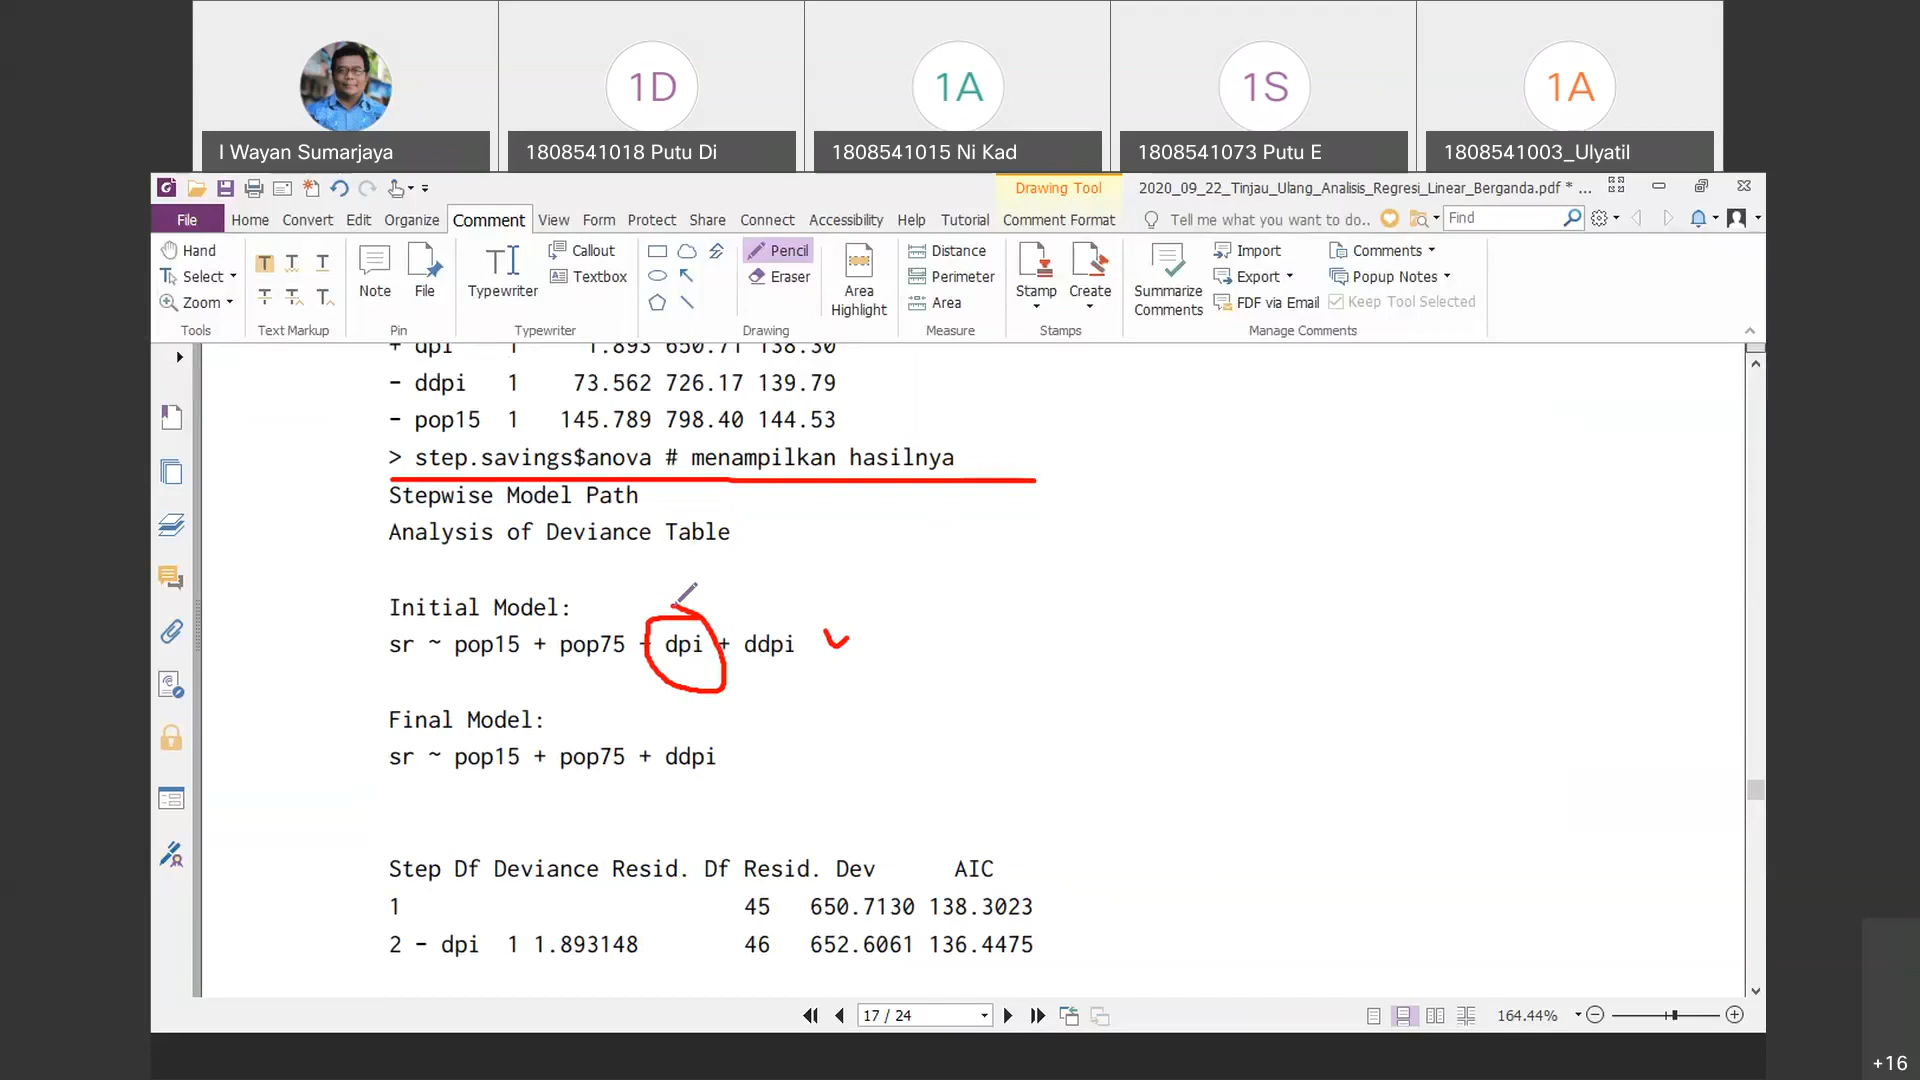 1D
1A
1S
1A
I Wayan Sumarjaya
1808541018 Putu Di
1808541015 Ni Kad
1808541073 Putu E
1808541003_Ulyatil
Drawing Tool
2020_09_22_Tinjau_Ulang_Analisis_Regresi_Linear_Berganda.pdf * ...
File Home Convert Edit Organize Comment View Form Protect Share Connect Accessibility Help Tutorial Comment Format
Tell me what you want to do..
Find
Hand
Select
Zoom
Tools
Text Markup
Note
File
Pin
Typewriter
Callout
Textbox
Typewriter
Pencil
Eraser
Area Highlight
Drawing
Distance
Perimeter
Area
Measure
Stamp
Create
Stamps
Summarize Comments
Import
Export
FDF via Email
Comments
Popup Notes
Keep Tool Selected
Manage Comments
+ dpi 1 1.893 650.71 138.30
- ddpi 1 73.562 726.17 139.79
- pop15 1 145.789 798.40 144.53
> step.savings$anova # menampilkan hasilnya
Stepwise Model Path
Analysis of Deviance Table
Initial Model:
sr ~ pop15 + pop75 + dpi + ddpi
Final Model:
sr ~ pop15 + pop75 + ddpi
Step Df Deviance Resid. Df Resid. Dev AIC
1 45 650.7130 138.3023
2 - dpi 1 1.893148 46 652.6061 136.4475
17 / 24
164.44%
+16